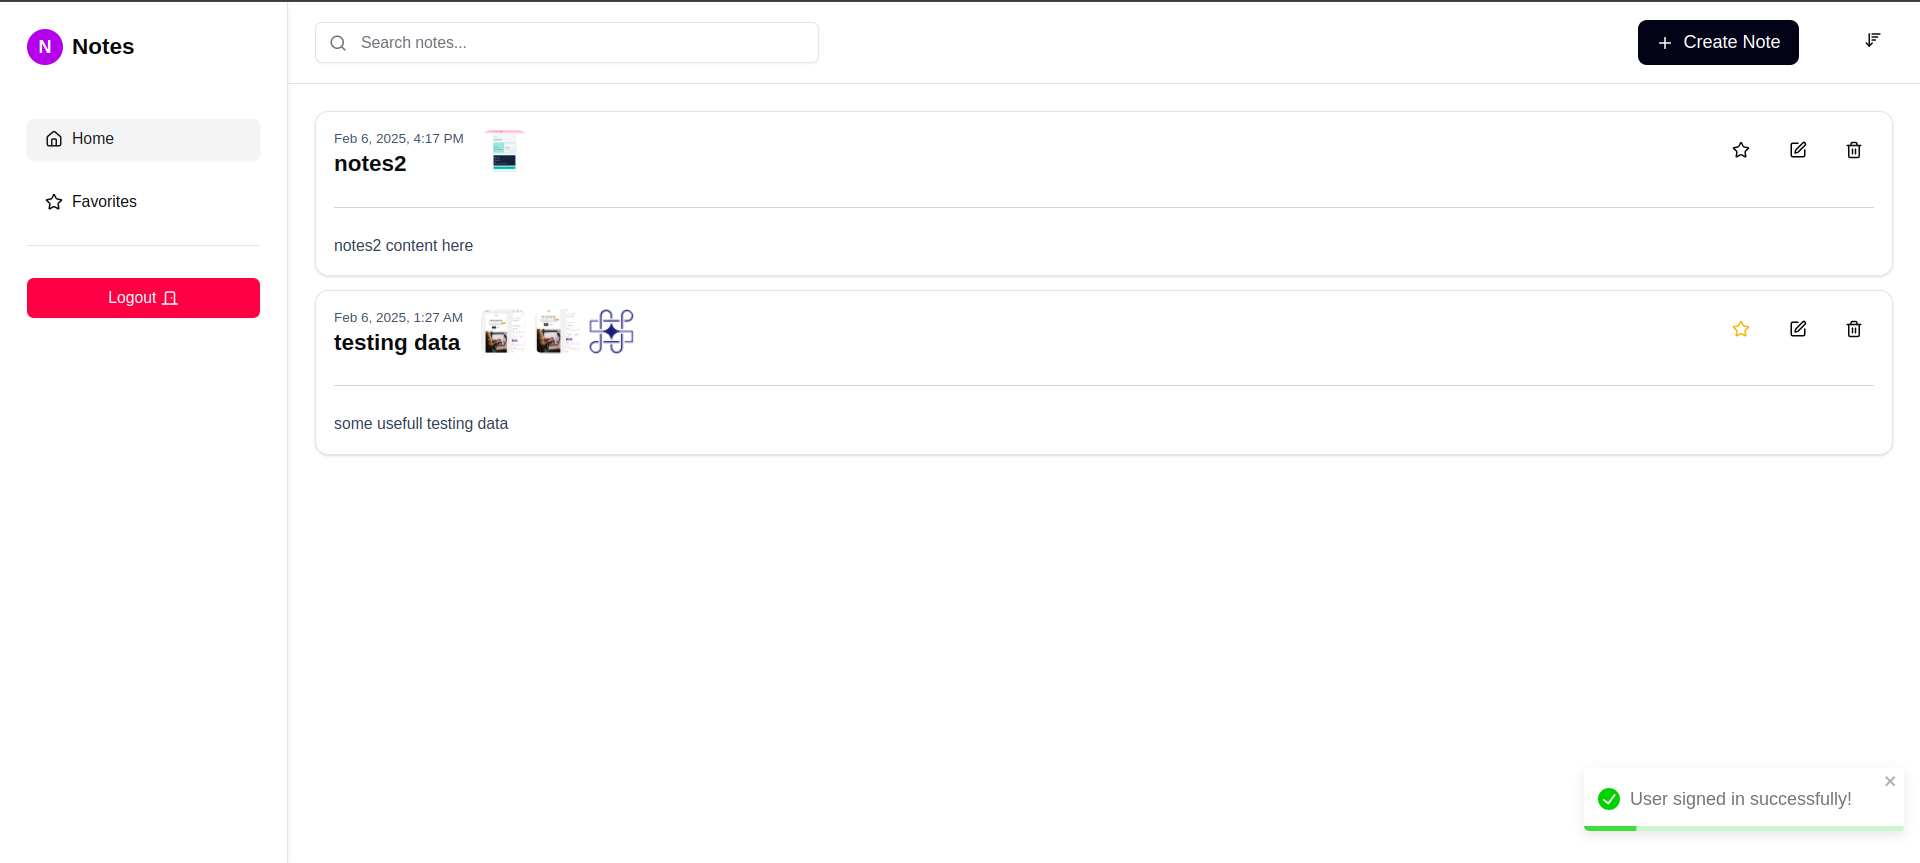 N Notes
Search notes...
Create Note
Home
Favorites
Logout
Feb 6, 2025, 4:17 PM
notes2
notes2 content here
Feb 6, 2025, 1:27 AM
testing data
some usefull testing data
User signed in successfully!